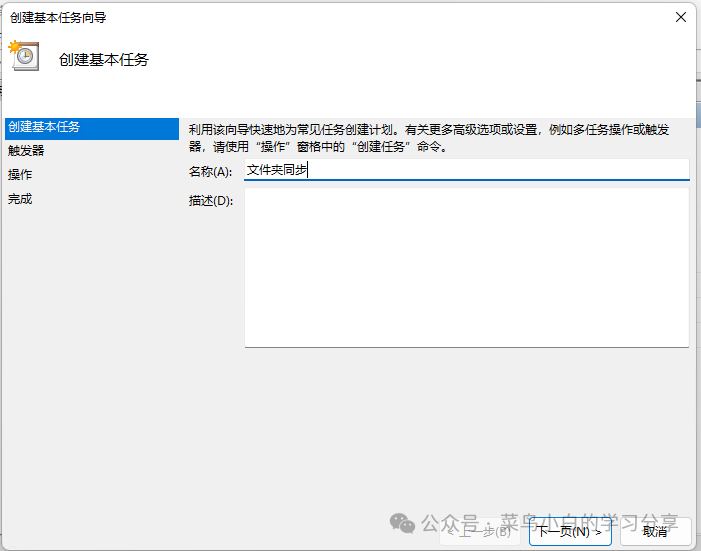 创建基本任务向导
创建基本任务
创建基本任务
触发器
操作
完成
利用该向导快速地为常见任务创建计划。有关更多高级选项或设置，例如多任务操作或触发
器，请使用“操作”窗格中的“创建任务”命令。
名称(A):
文件夹同步
描述(D):
公众号 · 菜鸟小白的学习分享
< 上一步(B)
下一页(N) >
取消